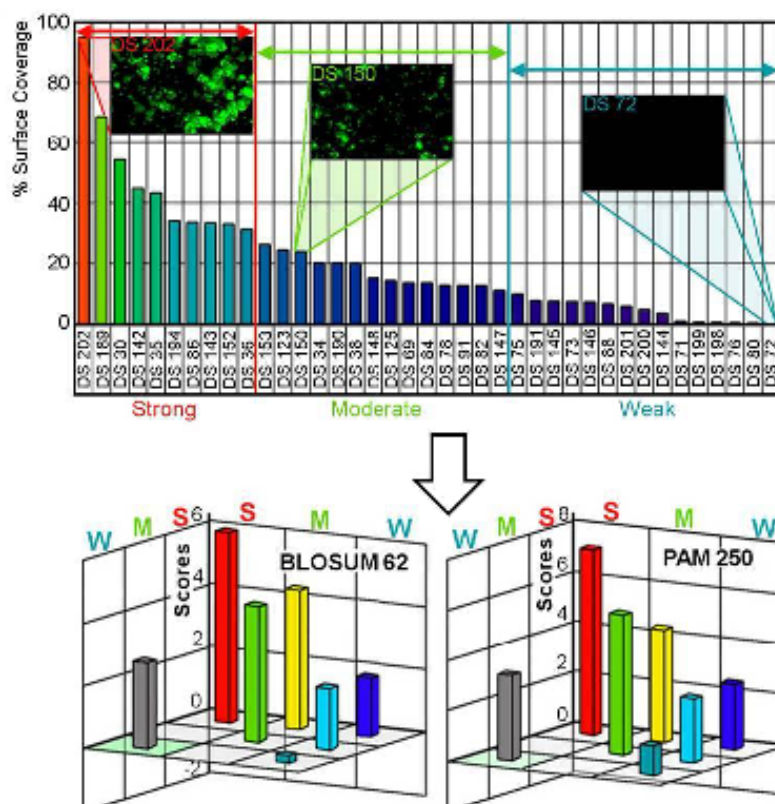 100
80
60
40
20
0
% Surface Coverage
DS 202
DS 150
DS 72
DS 202
DS 189
DS 30
DS 142
DS 35
DS 194
DS
DS 143
DS 152
DS 36
DS 153
DS 123
DS 150
DS 34
DS 190
DS 38
DS 148
DS 125
DS 69
DS 84
DS 78
DS 91
DS 82
DS 147
DS 75
DS 191
DS 145
DS 73
DS 146
DS 88
DS 201
DS 200
DS 144
DS 71
DS 199
DS 198
DS 76
DS 80
DS 72
Strong Moderate Weak
W M S S M W
BLOSUM 62
Scores
6
4
2
0
-2
W M S S M W
PAM 250
Scores
8
6
4
2
0